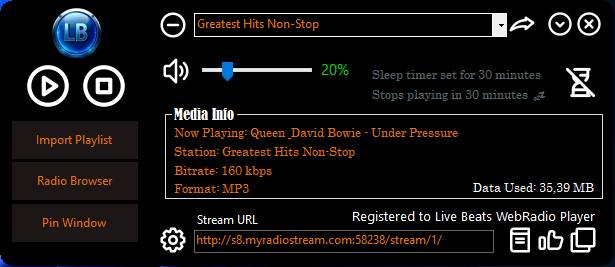 LB
Greatest Hits Non-Stop
20%
Sleep timer set for 30 minutes
Stops playing in 30 minutes
Import Playlist
Radio Browser
Pin Window
Media Info
Now Playing: Queen _David Bowie - Under Pressure
Station: Greatest Hits Non-Stop
Bitrate: 160 kbps
Format: MP3
Data Used: 35,39 MB
Stream URL
Registered to Live Beats WebRadio Player
http://s8.myradiostream.com:58238/stream/1/